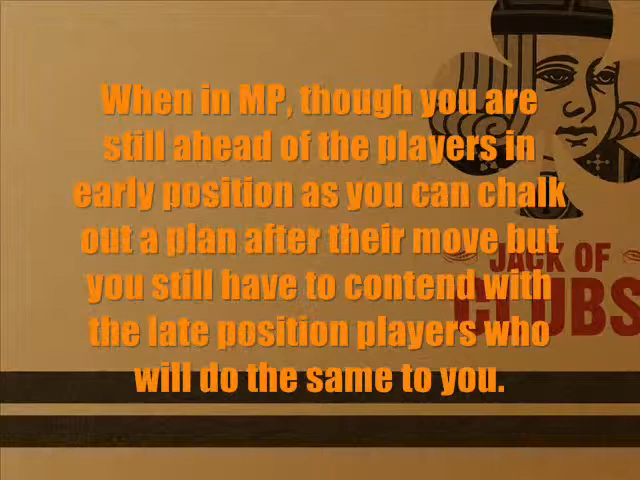 When in MP, though you are
still ahead of the players in
early position as you can chalk
out a plan after their move but
you still have to contend with
the late position players who
will do the same to you.
JACK OF
CLUBS